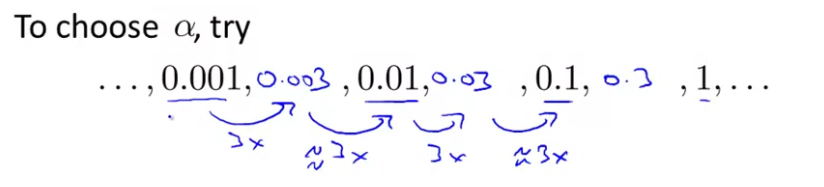 To choose α, try
..., 0.001, 0.003, 0.01, 0.03, 0.1, 0.3, 1, ...
3x ≈3x 3x ≈3x